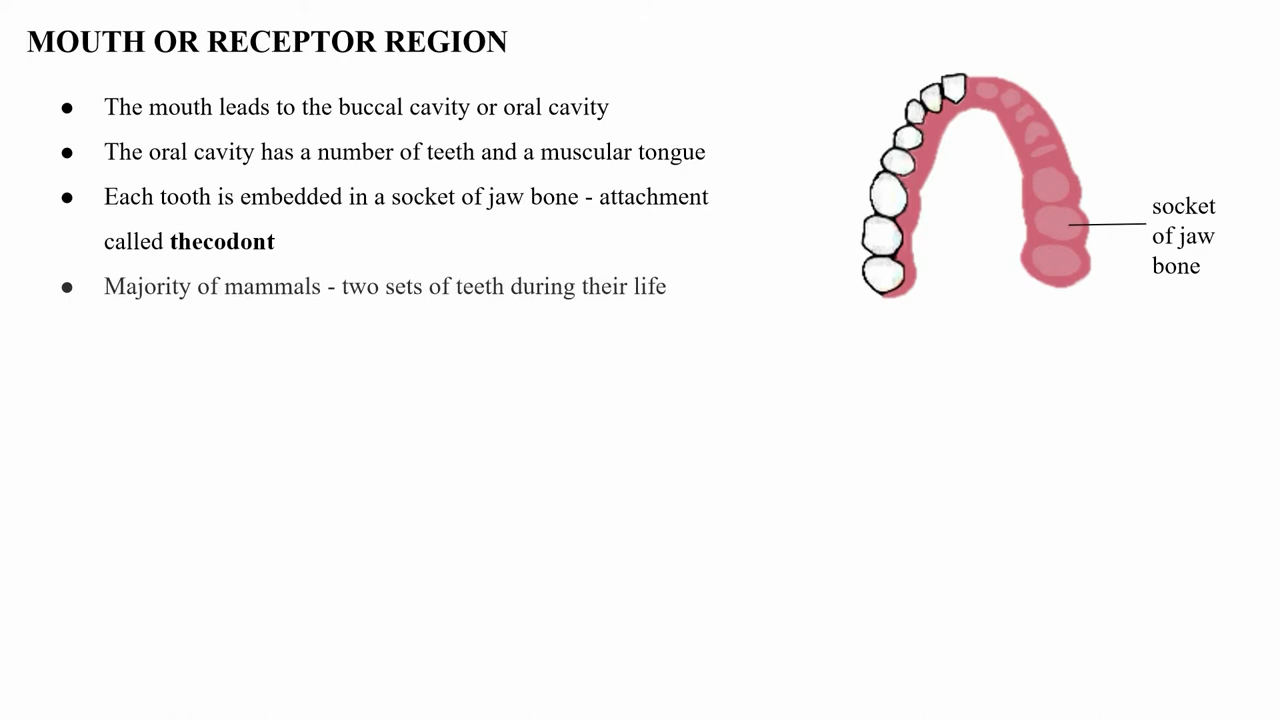 MOUTH OR RECEPTOR REGION
● The mouth leads to the buccal cavity or oral cavity
● The oral cavity has a number of teeth and a muscular tongue
● Each tooth is embedded in a socket of jaw bone - attachment
called thecodont
● Majority of mammals - two sets of teeth during their life
socket
of jaw
bone